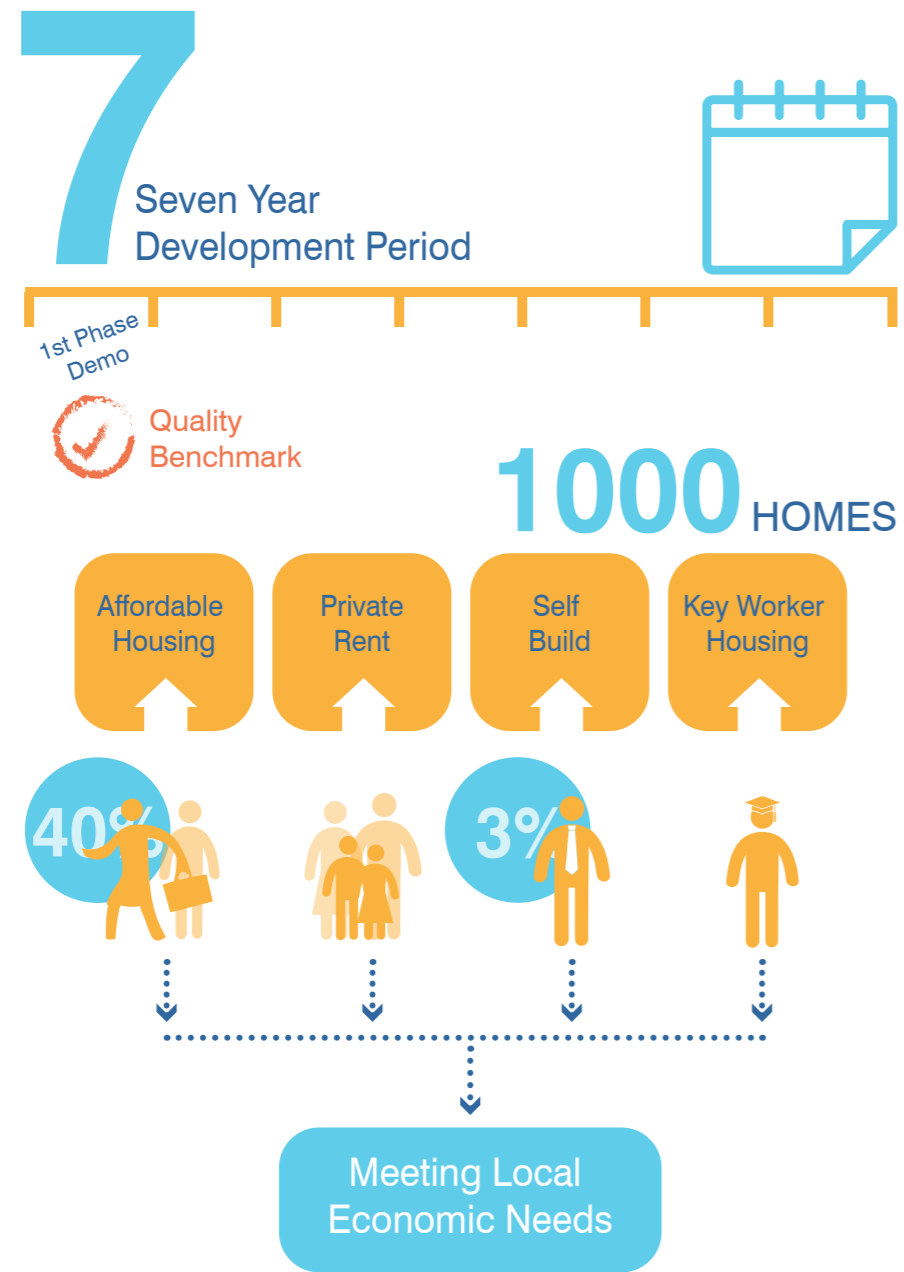 7
Seven Year
Development Period
1st Phase
Demo
Quality
Benchmark
1000 HOMES
Affordable
Housing
Private
Rent
Self
Build
Key Worker
Housing
40%
3%
Meeting Local
Economic Needs